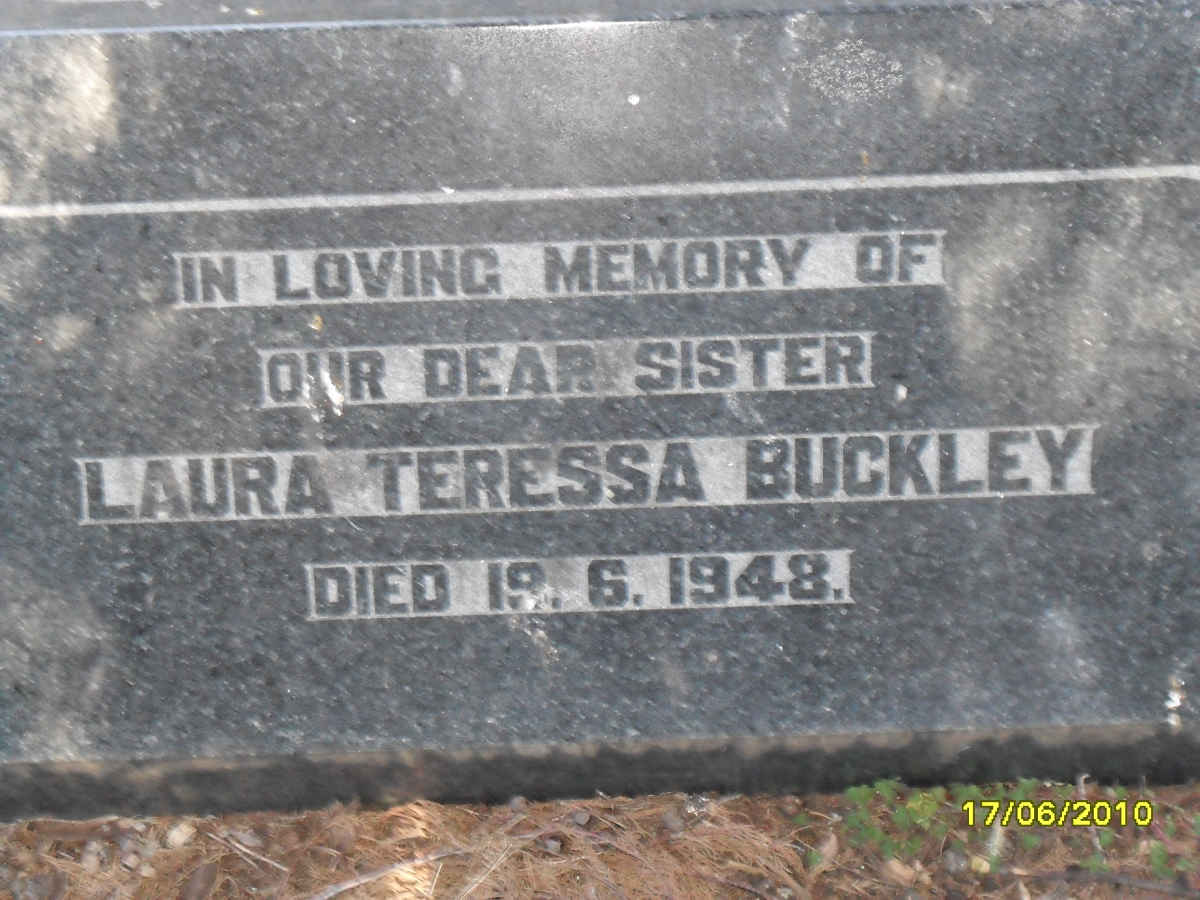 IN LOVING MEMORY OF
OUR DEAR SISTER
LAURA TERESSA BUCKLEY
DIED 19. 6. 1948.
17/06/2010